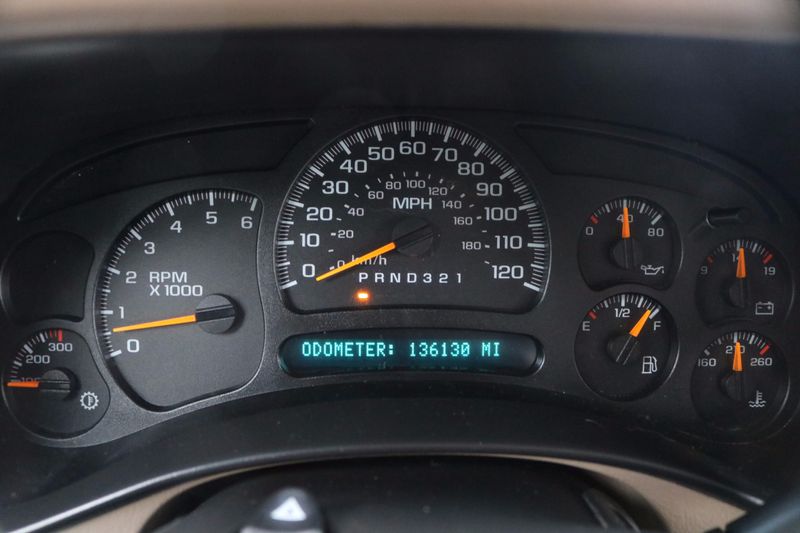 0 1 2 3 4 5 6
RPM
X1000
0 10 20 30 40 50 60 70 80 90 100 110 120
0 20 40 60 80 100 120 140 160 180
MPH
km/h
PRND321
ODOMETER: 136130 MI
100 200 300
0 40 80
E 1/2 F
9 14 19
160 210 260